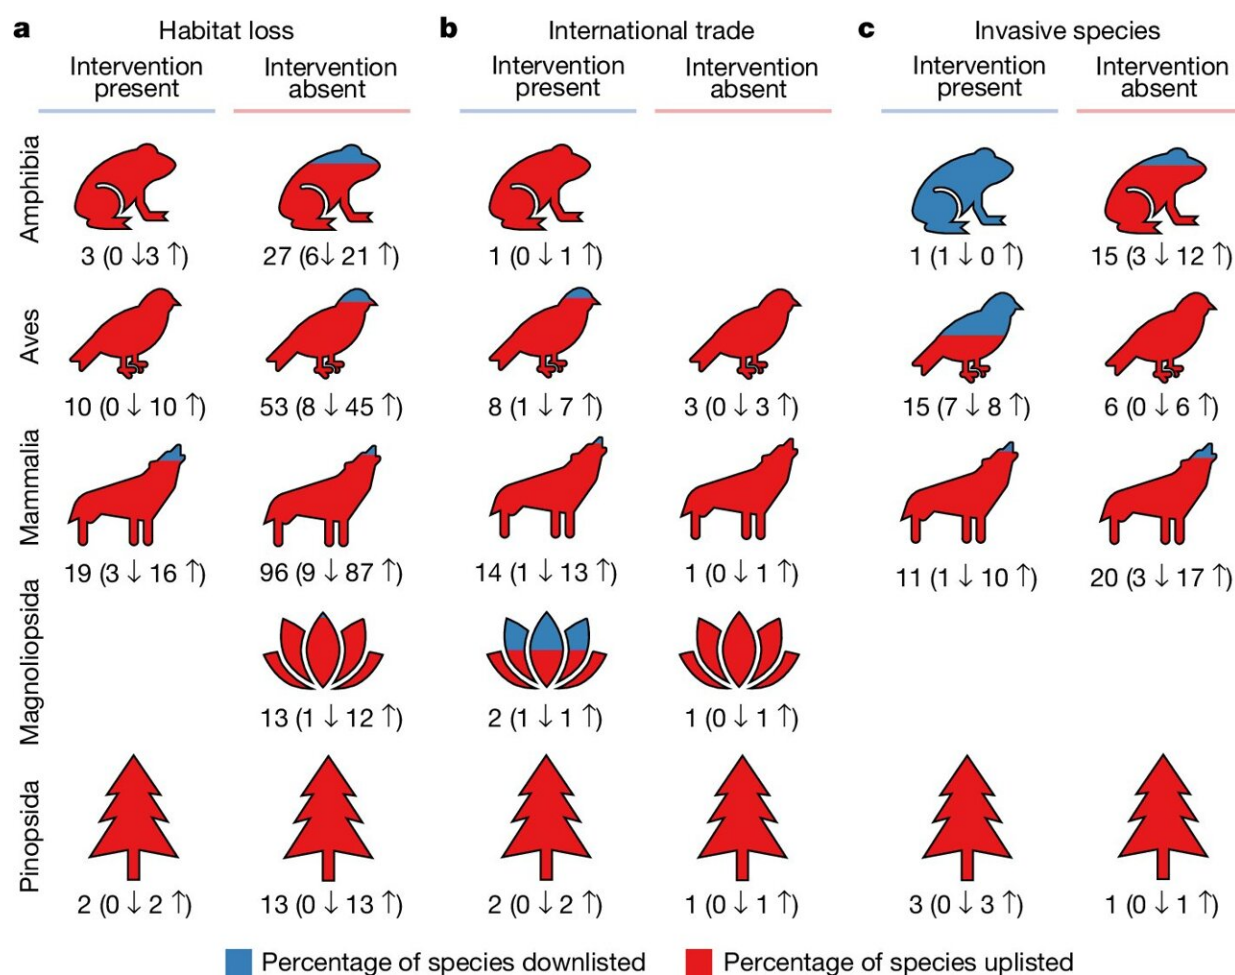 a Habitat loss b International trade c Invasive species
Intervention present Intervention absent Intervention present Intervention absent Intervention present Intervention absent
Amphibia
3 (0 ↓3 ↑) 27 (6↓ 21 ↑) 1 (0 ↓ 1 ↑) 1 (1 ↓ 0 ↑) 15 (3 ↓ 12 ↑)
Aves
10 (0 ↓ 10 ↑) 53 (8 ↓ 45 ↑) 8 (1 ↓ 7 ↑) 3 (0 ↓ 3 ↑) 15 (7 ↓ 8 ↑) 6 (0 ↓ 6 ↑)
Mammalia
19 (3 ↓ 16 ↑) 96 (9 ↓ 87 ↑) 14 (1 ↓ 13 ↑) 1 (0 ↓ 1 ↑) 11 (1 ↓ 10 ↑) 20 (3 ↓ 17 ↑)
Magnoliopsida
13 (1 ↓ 12 ↑) 2 (1 ↓ 1 ↑) 1 (0 ↓ 1 ↑)
Pinopsida
2 (0 ↓ 2 ↑) 13 (0 ↓ 13 ↑) 2 (0 ↓ 2 ↑) 1 (0 ↓ 1 ↑) 3 (0 ↓ 3 ↑) 1 (0 ↓ 1 ↑)
Percentage of species downlisted Percentage of species uplisted